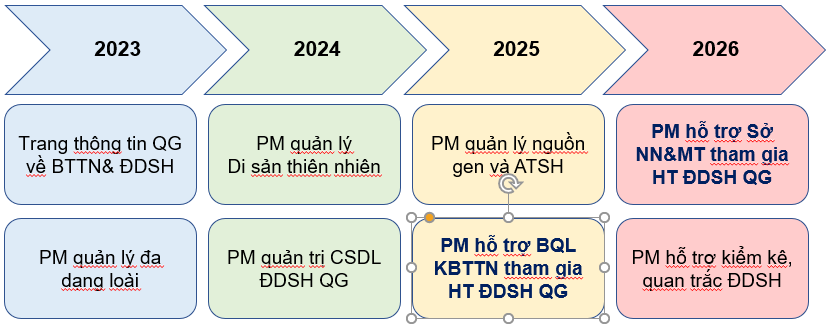 2023
2024
2025
2026
Trang thông tin QG
về BTTN& ĐDSH
PM quản lý
Di sản thiên nhiên
PM quản lý nguồn
gen và ATSH
PM hỗ trợ Sở
NN&MT tham gia
HT ĐDSH QG
PM quản lý đa
dạng loài
PM quản trị CSDL
ĐDSH QG
PM hỗ trợ BQL
KBTTN tham gia
HT ĐDSH QG
PM hỗ trợ kiểm kê,
quan trắc ĐDSH